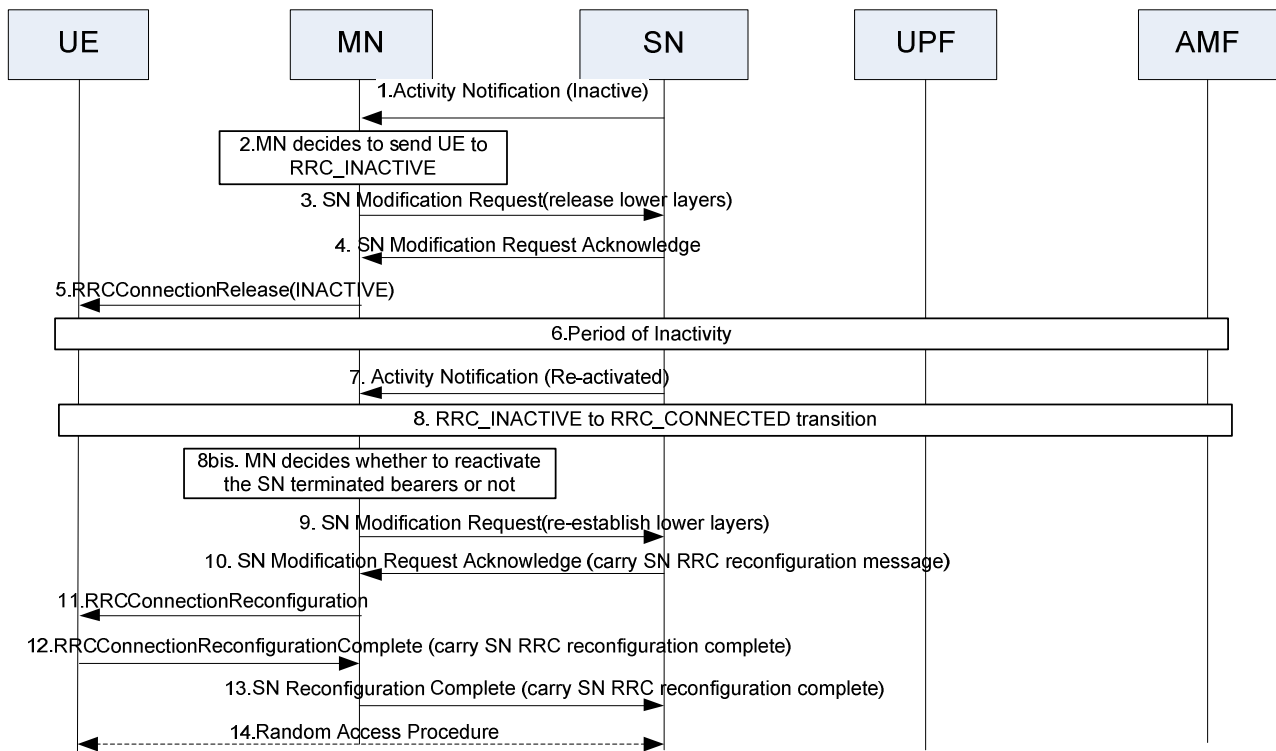 UE
MN
SN
UPF
AMF
1.Activity Notification (Inactive)
2.MN decides to send UE to
RRC_INACTIVE
3. SN Modification Request(release lower layers)
4. SN Modification Request Acknowledge
5.RRCConnectionRelease(INACTIVE)
6.Period of Inactivity
7. Activity Notification (Re-activated)
8. RRC_INACTIVE to RRC_CONNECTED transition
8bis. MN decides whether to reactivate
the SN terminated bearers or not
9. SN Modification Request(re-establish lower layers)
10. SN Modification Request Acknowledge (carry SN RRC reconfiguration message)
11.RRCConnectionReconfiguration
12.RRCConnectionReconfigurationComplete (carry SN RRC reconfiguration complete)
13.SN Reconfiguration Complete (carry SN RRC reconfiguration complete)
14.Random Access Procedure